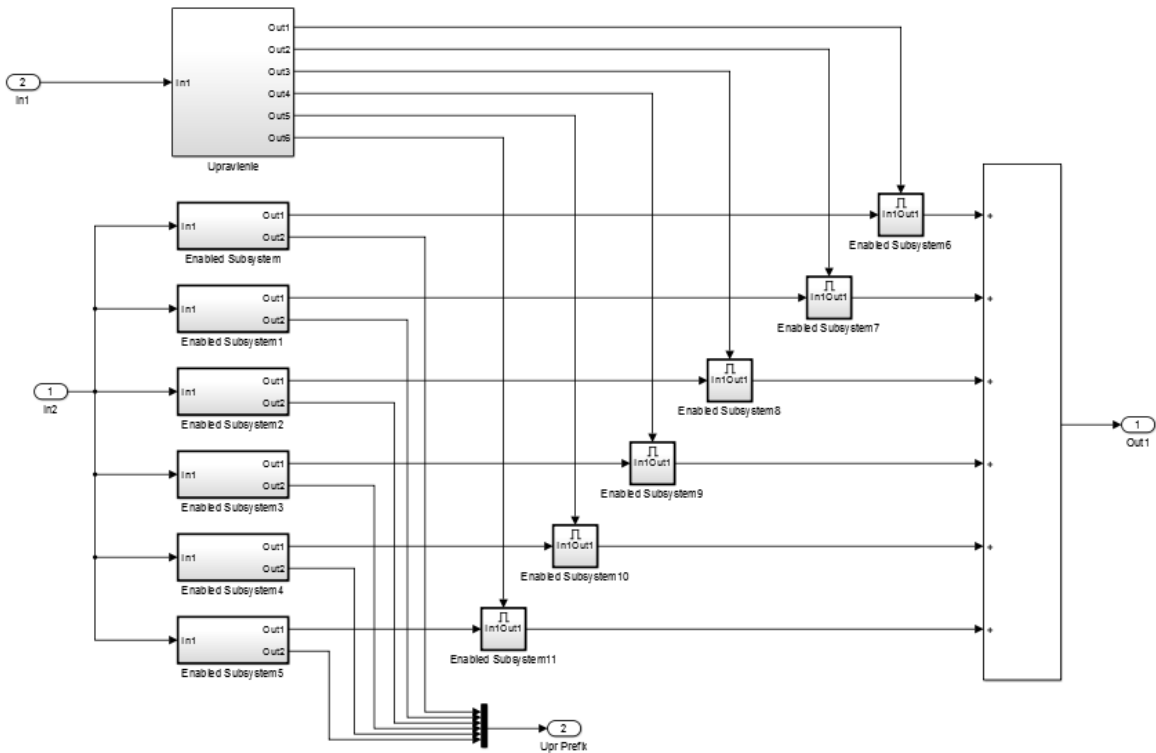 2
In1
In1
Out1
Out2
Out3
Out4
Out5
Out6
Upravlenie
In1
Out1
Out2
Enabled Subsystem
In1Out1
+
Enabled Subsystem6
In1
Out1
Out2
Enabled Subsystem1
In1Out1
+
Enabled Subsystem7
1
In2
In1
Out1
Out2
Enabled Subsystem2
In1Out1
+
Enabled Subsystem8
1
Out1
In1
Out1
Out2
Enabled Subsystem3
In1Out1
+
Enabled Subsystem9
In1
Out1
Out2
Enabled Subsystem4
In1Out1
+
Enabled Subsystem10
In1
Out1
Out2
Enabled Subsystem5
In1Out1
+
Enabled Subsystem11
2
Upr Prefik